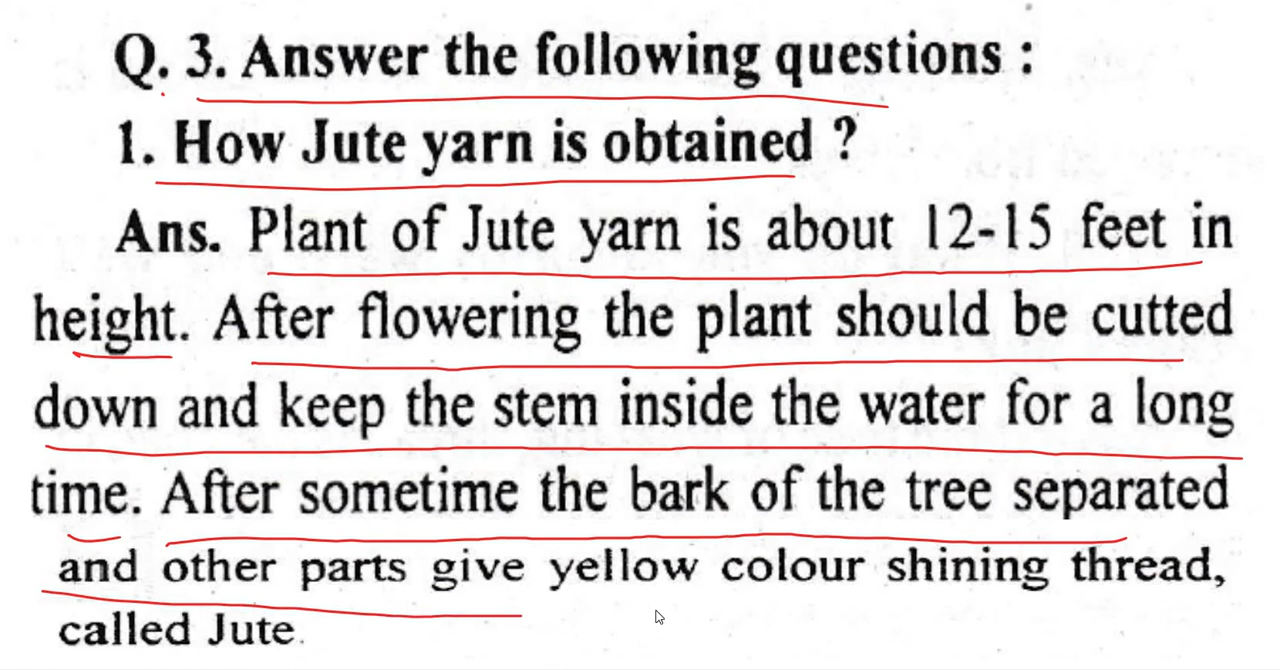 Q. 3. Answer the following questions :
1. How Jute yarn is obtained ?
Ans. Plant of Jute yarn is about 12-15 feet in
height. After flowering the plant should be cutted
down and keep the stem inside the water for a long
time. After sometime the bark of the tree separated
and other parts give yellow colour shining thread,
called Jute.